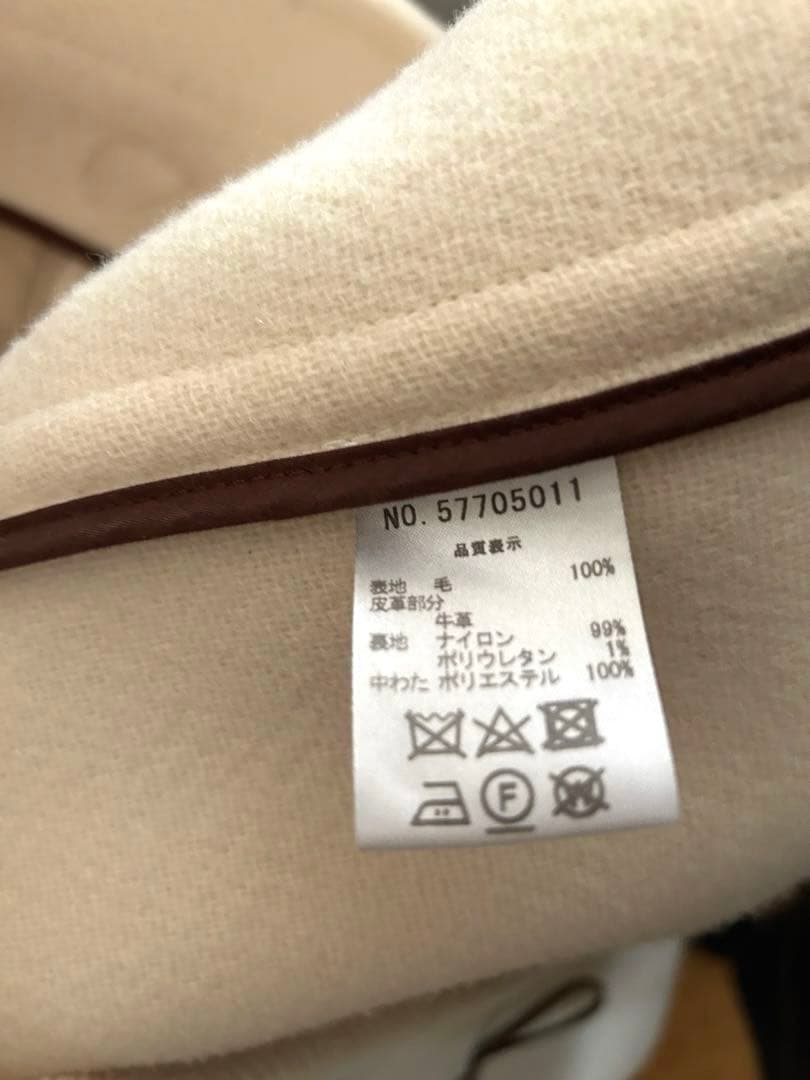 NO. 57705011
品質表示
表地 毛 100%
皮革部分
牛革
裏地 ナイロン 99%
ポリウレタン 1%
中わた ポリエステル 100%
F
W